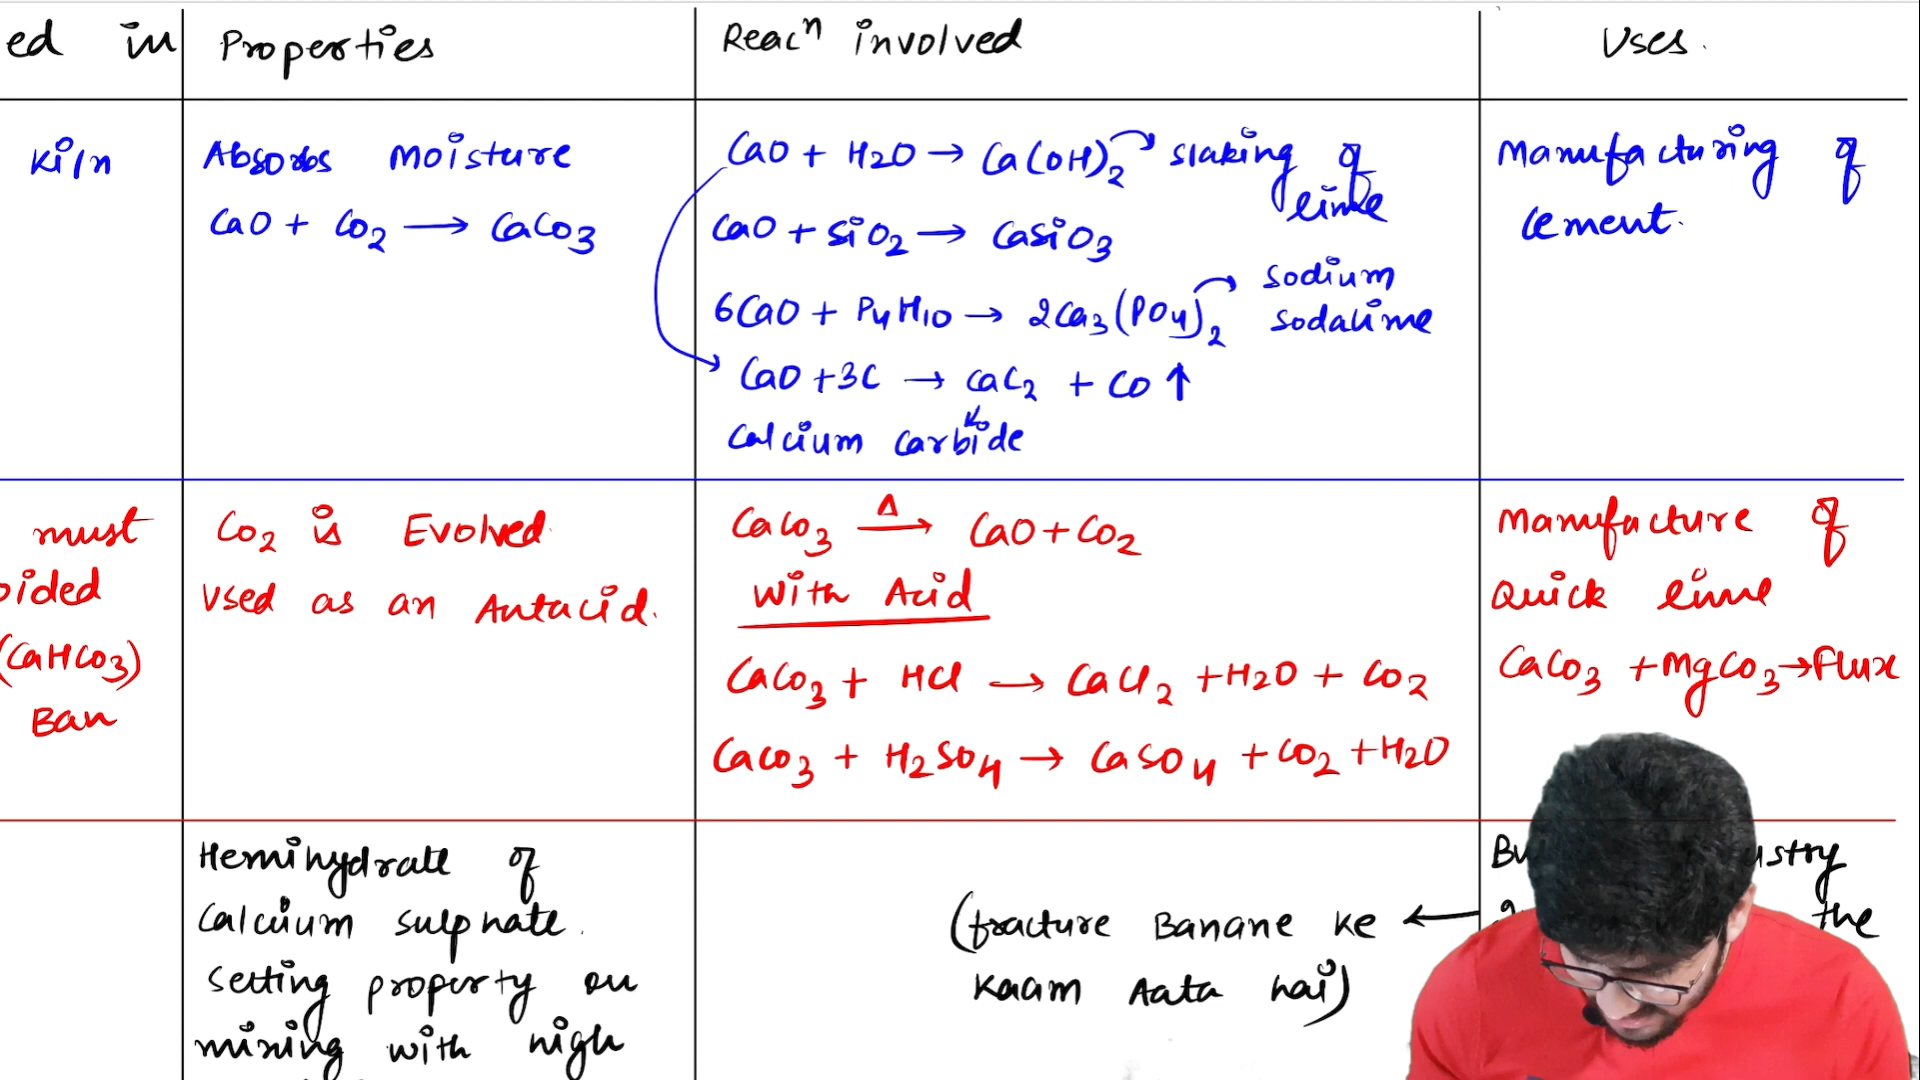 ed in
Properties
Reacn involved
Uses.
Kiln
Absorbs Moisture
CaO + CO2 → CaCO3
CaO + H2O → Ca(OH)2 slaking of
lime
CaO + SiO2 → CaSiO3
6CaO + P4H10 → 2Ca3(PO4)2
sodium
sodalime
CaO + 3C → CaC2 + CO ↑
Calcium Carbide
Manufacturing of
Cement.
must
oided
(CaHCO3)
Ban
CO2 is Evolved.
Used as an Antacid.
CaCO3 Δ→ CaO + CO2
With Acid
CaCO3 + HCl → CaCl2 + H2O + CO2
CaCO3 + H2SO4 → CaSO4 + CO2 + H2O
Manufacture of
Quick lime
CaCO3 + MgCO3 → Flux
Hemihydrate of
Calcium sulphate.
Setting property on
mixing with high
(fracture Banane ke ←
Kaam Aata hai)
ustry
the